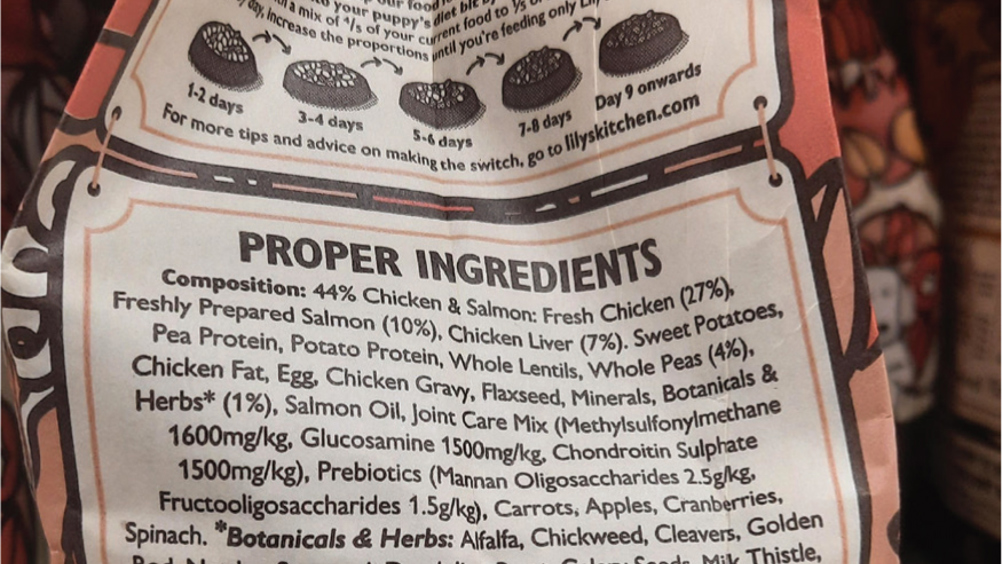 your puppy's diet bit by
a mix of 4/5 of your current food to 1/5 of
day, increase the proportions until you're feeding only
1-2 days
3-4 days
5-6 days
7-8 days
Day 9 onwards
For more tips and advice on making the switch, go to lilyskitchen.com
PROPER INGREDIENTS
Composition: 44% Chicken & Salmon: Fresh Chicken (27%),
Freshly Prepared Salmon (10%), Chicken Liver (7%). Sweet Potatoes,
Pea Protein, Potato Protein, Whole Lentils, Whole Peas (4%),
Chicken Fat, Egg, Chicken Gravy, Flaxseed, Minerals, Botanicals &
Herbs* (1%), Salmon Oil, Joint Care Mix (Methylsulfonylmethane
1600mg/kg, Glucosamine 1500mg/kg, Chondroitin Sulphate
1500mg/kg), Prebiotics (Mannan Oligosaccharides 2.5g/kg,
Fructooligosaccharides 1.5g/kg), Carrots, Apples, Cranberries,
Spinach. *Botanicals & Herbs: Alfalfa, Chickweed, Cleavers, Golden
Milk Thistle,